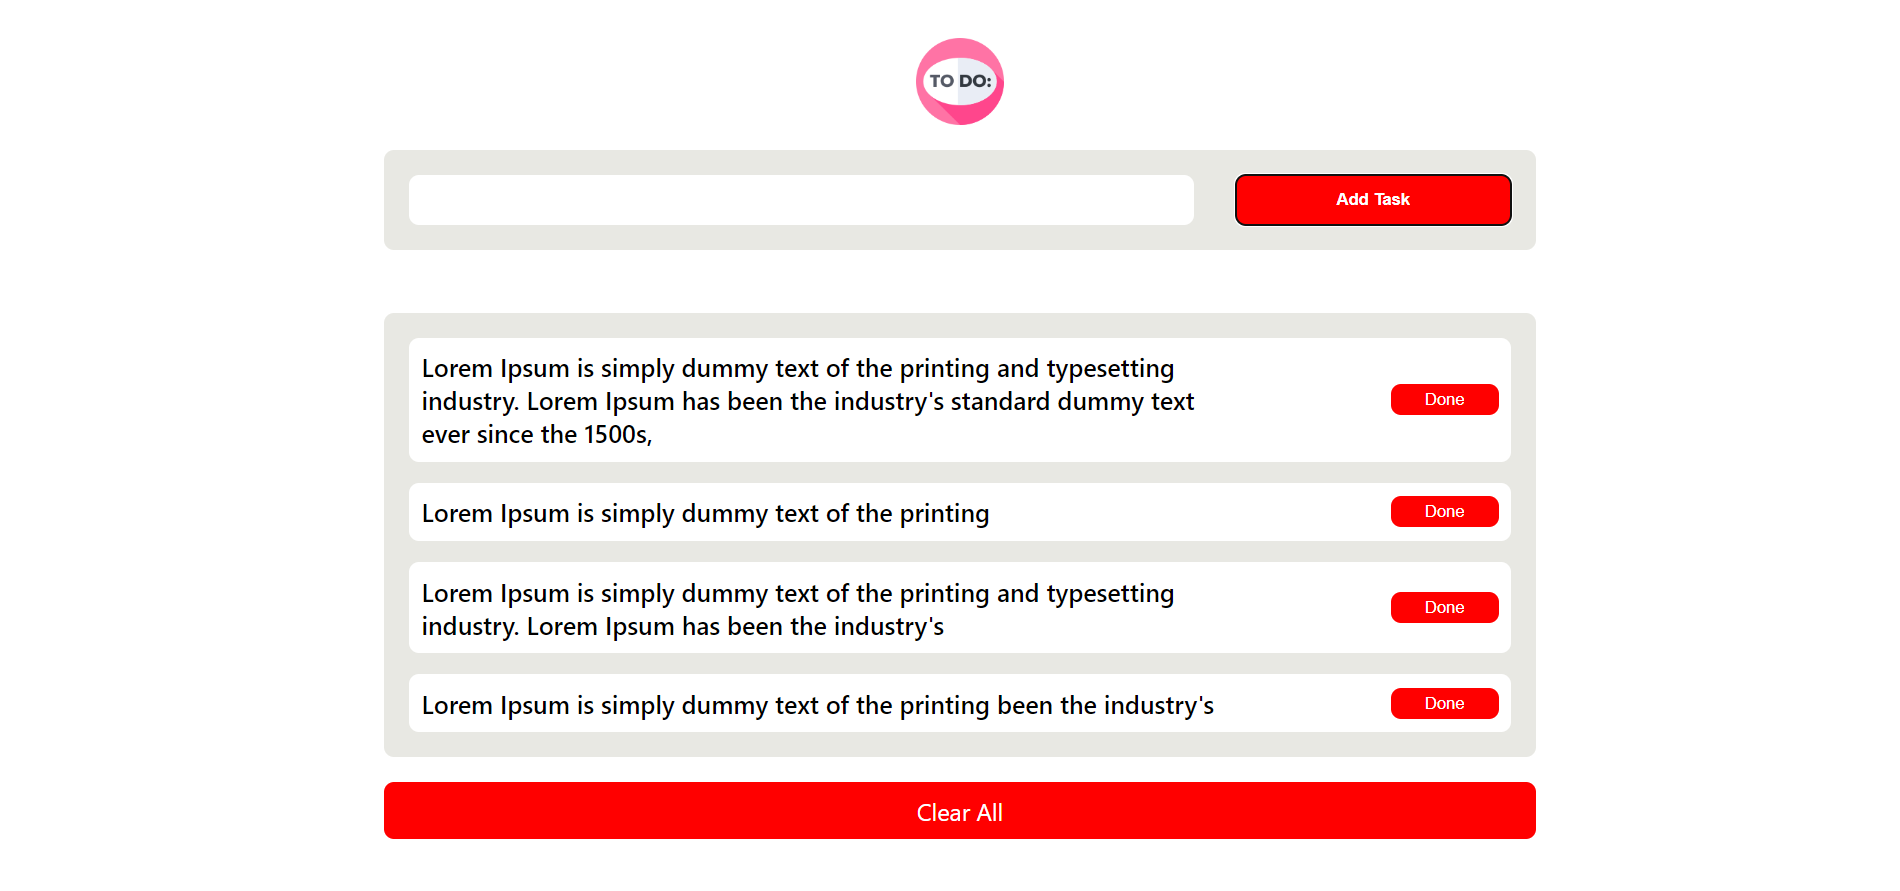 TO DO:
Add Task
Lorem Ipsum is simply dummy text of the printing and typesetting
industry. Lorem Ipsum has been the industry's standard dummy text
ever since the 1500s,
Done
Lorem Ipsum is simply dummy text of the printing
Done
Lorem Ipsum is simply dummy text of the printing and typesetting
industry. Lorem Ipsum has been the industry's
Done
Lorem Ipsum is simply dummy text of the printing been the industry's
Done
Clear All